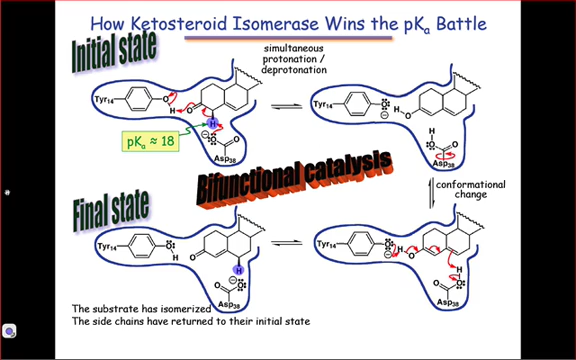 How Ketosteroid Isomerase Wins the pKa Battle
Initial state
simultaneous
protonation /
deprotonation
Tyr14
O
H
O
H
O
O
Asp38
pKa ≈ 18
Tyr14
O
HO
H
O
O
Asp38
Bifunctional catalysis
conformational
change
Final state
Tyr14
O
H
O
H
O
O
Asp38
Tyr14
O
H
O
H
O
O
Asp38
The substrate has isomerized
The side chains have returned to their initial state